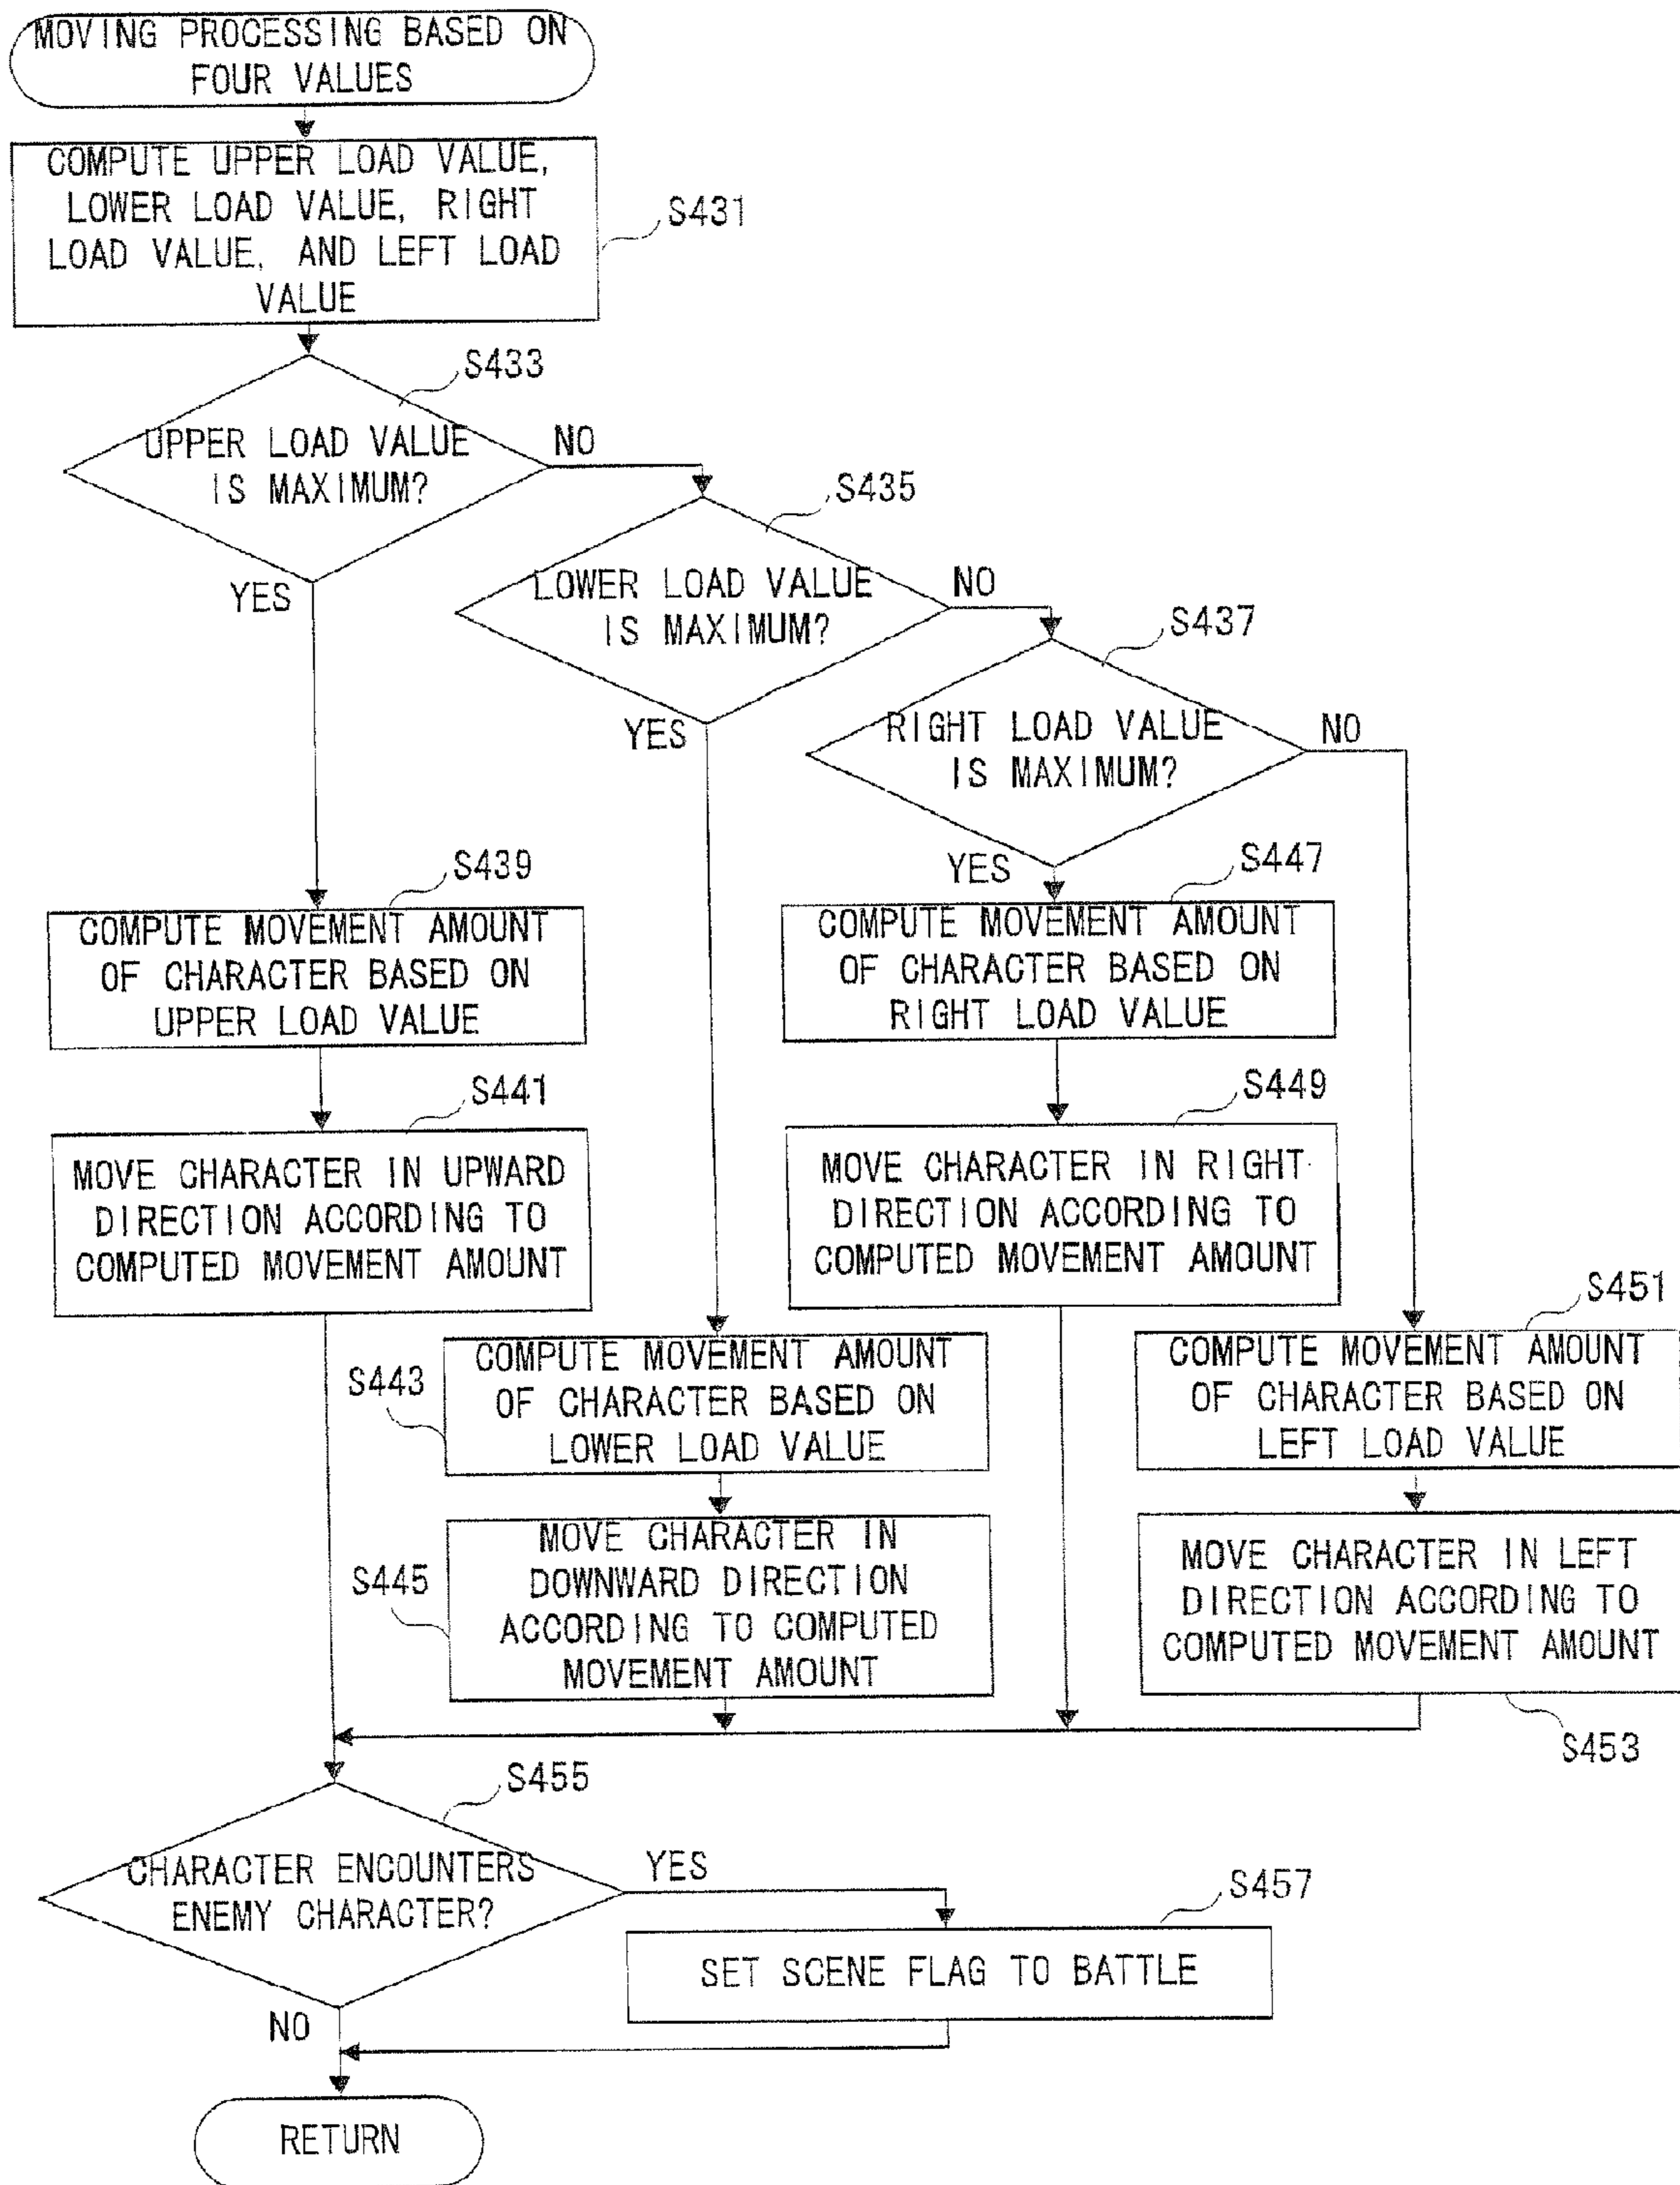 MOVING PROCESSING BASED ON
FOUR VALUES
COMPUTE UPPER LOAD VALUE,
LOWER LOAD VALUE, RIGHT
LOAD VALUE, AND LEFT LOAD
VALUE
S431
UPPER LOAD VALUE
IS MAXIMUM?
S433
NO
YES
LOWER LOAD VALUE
IS MAXIMUM?
S435
NO
YES
RIGHT LOAD VALUE
IS MAXIMUM?
S437
NO
YES
S439
COMPUTE MOVEMENT AMOUNT
OF CHARACTER BASED ON
UPPER LOAD VALUE
S441
MOVE CHARACTER IN UPWARD
DIRECTION ACCORDING TO
COMPUTED MOVEMENT AMOUNT
S443
COMPUTE MOVEMENT AMOUNT
OF CHARACTER BASED ON
LOWER LOAD VALUE
S445
MOVE CHARACTER IN
DOWNWARD DIRECTION
ACCORDING TO COMPUTED
MOVEMENT AMOUNT
S447
COMPUTE MOVEMENT AMOUNT
OF CHARACTER BASED ON
RIGHT LOAD VALUE
S449
MOVE CHARACTER IN RIGHT
DIRECTION ACCORDING TO
COMPUTED MOVEMENT AMOUNT
S451
COMPUTE MOVEMENT AMOUNT
OF CHARACTER BASED ON
LEFT LOAD VALUE
MOVE CHARACTER IN LEFT
DIRECTION ACCORDING TO
COMPUTED MOVEMENT AMOUNT
S453
S455
CHARACTER ENCOUNTERS
ENEMY CHARACTER?
YES
NO
S457
SET SCENE FLAG TO BATTLE
RETURN